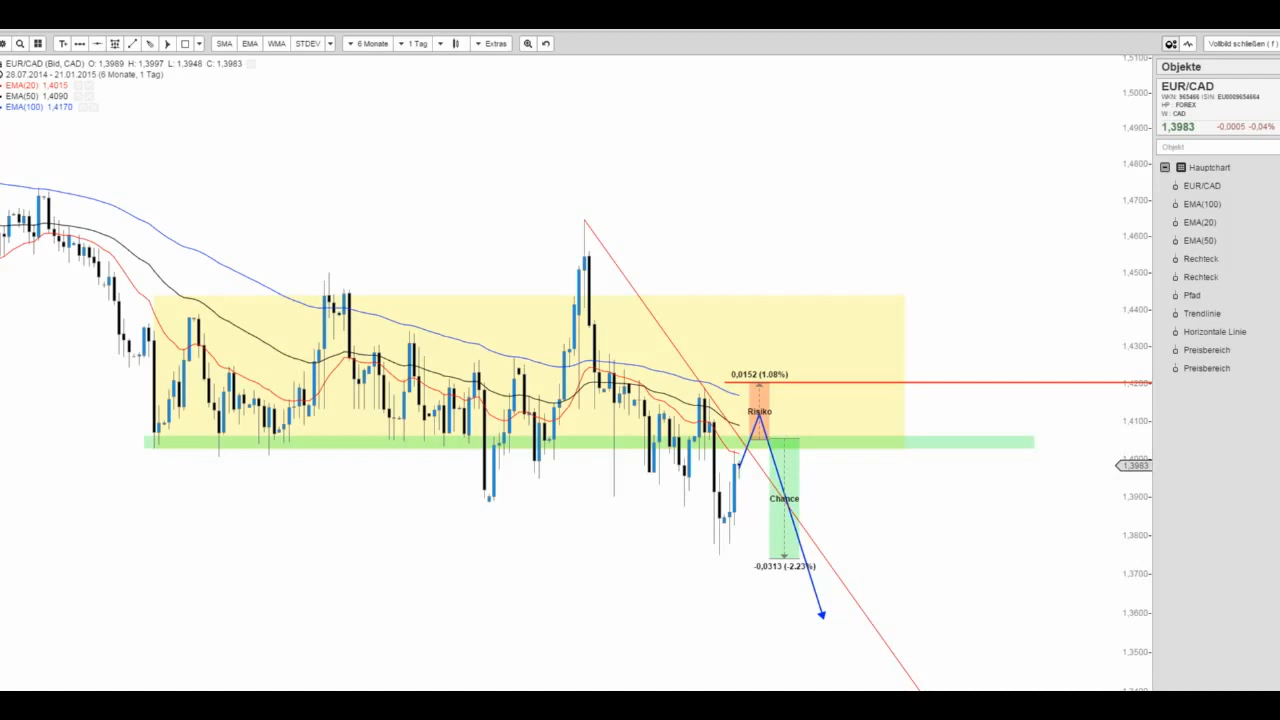 SMA EMA WMA STDEV 6 Monate 1 Tag Extras Vollbild schließen ( f )
EUR/CAD (Bid, CAD) O: 1,3989 H: 1,3997 L: 1,3948 C: 1,3983
28.07.2014 - 21.01.2015 (6 Monate, 1 Tag)
EMA(20) 1,4015
EMA(50) 1,4090
EMA(100) 1,4170
1,5100
1,5000
1,4900
1,4800
1,4700
1,4600
1,4500
1,4400
1,4300
1,4200
1,4100
1,3983
1,3900
1,3800
1,3700
1,3600
1,3500
0,0152 (1.08%)
Risiko
Chance
-0,0313 (-2.23%)
Objekte
EUR/CAD
WKN: 965466 ISIN: EU0009654664
HP : FOREX
W : CAD
1,3983 -0,0005 -0,04%
Objekt
Hauptchart
EUR/CAD
EMA(100)
EMA(20)
EMA(50)
Rechteck
Rechteck
Pfad
Trendlinie
Horizontale Linie
Preisbereich
Preisbereich